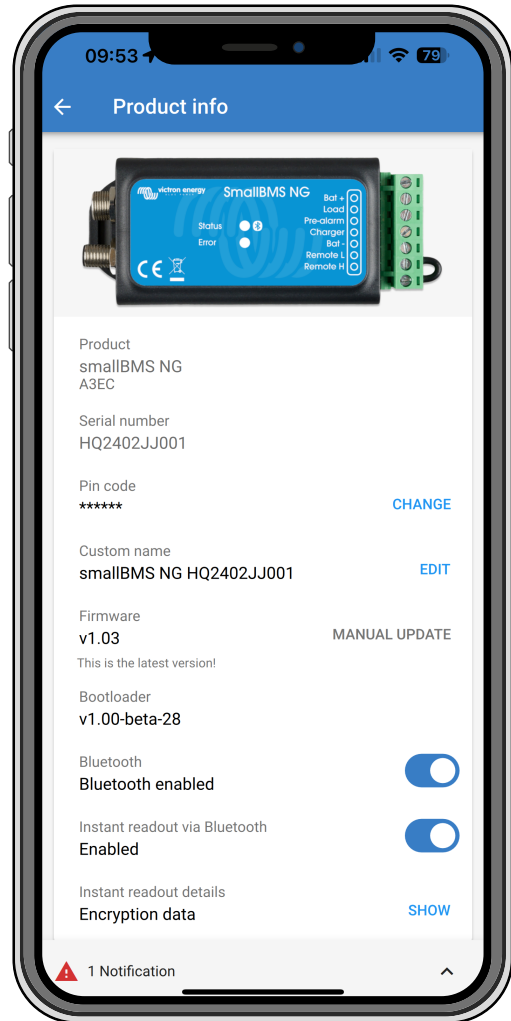 09:53
79
Product info
victron energy
SmallBMS NG
Bat +
Load
Pre-alarm
Charger
Bat -
Remote L
Remote H
Status
Error
CE
Product
smallBMS NG
A3EC
Serial number
HQ2402JJ001
Pin code
******
CHANGE
Custom name
smallBMS NG HQ2402JJ001
EDIT
Firmware
v1.03
MANUAL UPDATE
This is the latest version!
Bootloader
v1.00-beta-28
Bluetooth
Bluetooth enabled
Instant readout via Bluetooth
Enabled
Instant readout details
Encryption data
SHOW
1 Notification